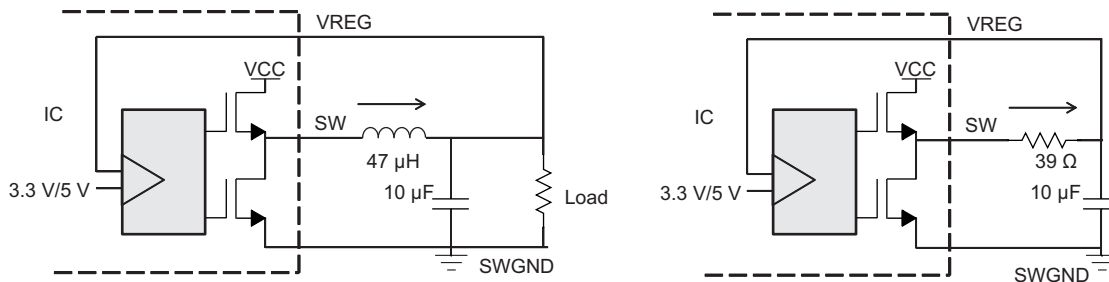 VREG
VCC
IC
SW
47 µH
3.3 V/5 V
10 µF
Load
SWGND
VREG
VCC
IC
SW
39 Ω
3.3 V/5 V
10 µF
SWGND